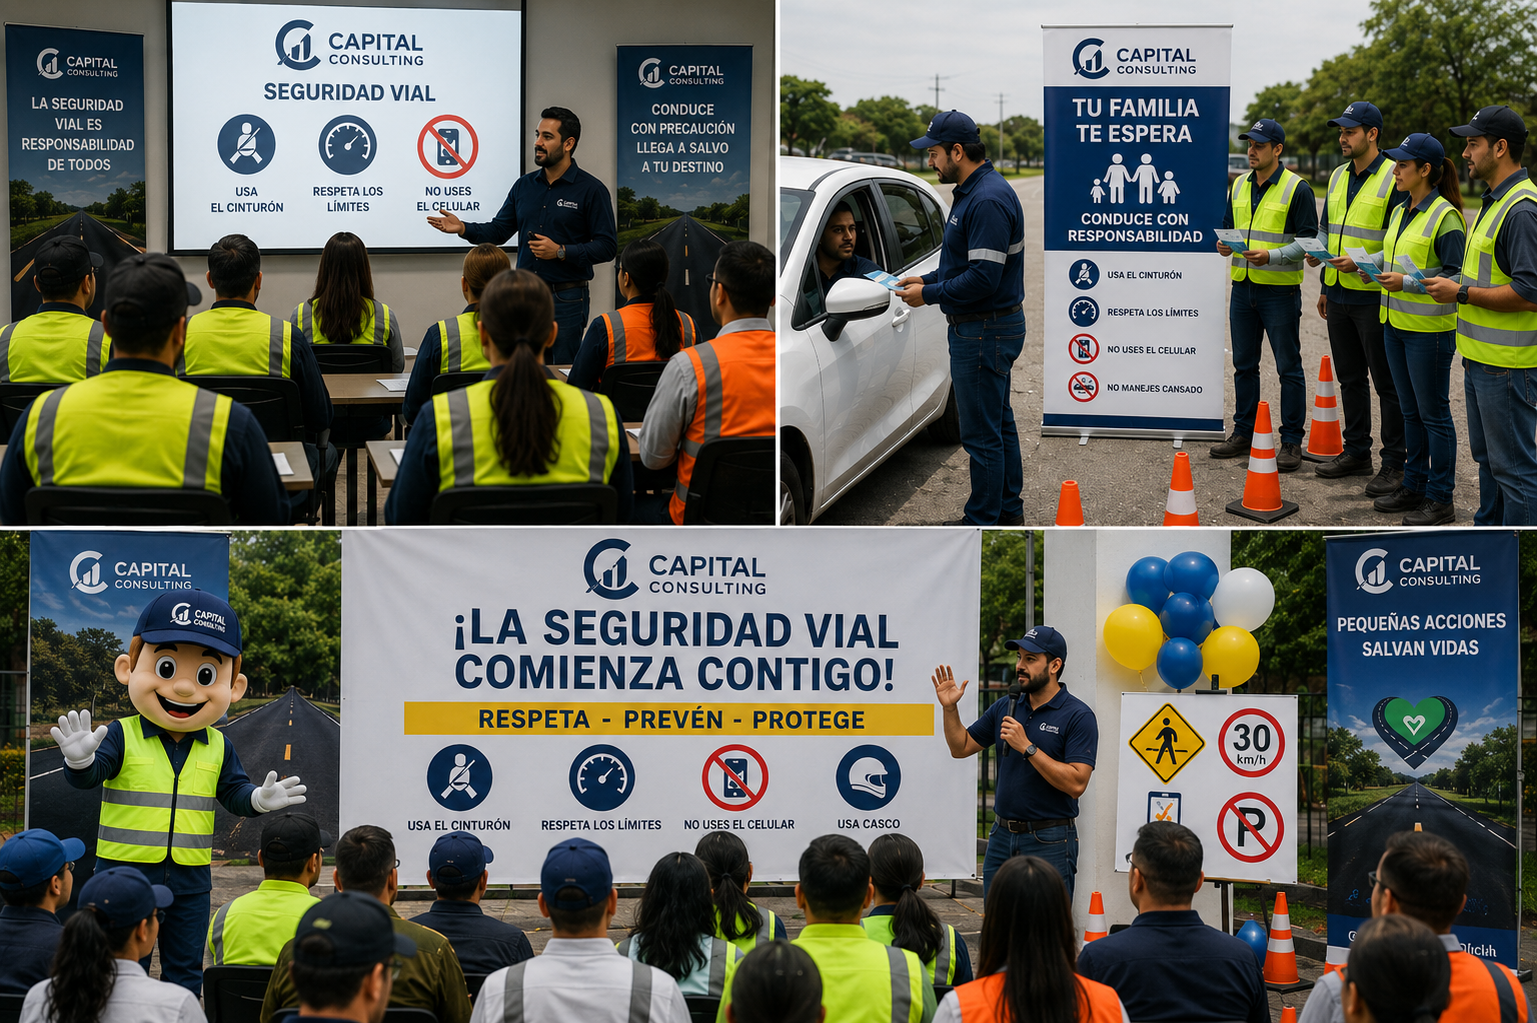 CAPITAL
CONSULTING
LA SEGURIDAD
VIAL ES
RESPONSABILIDAD
DE TODOS
CAPITAL
CONSULTING
SEGURIDAD VIAL
USA
EL CINTURÓN
RESPETA LOS
LÍMITES
NO USES
EL CELULAR
CAPITAL
CONSULTING
CONDUCE
CON PRECAUCIÓN
LLEGA A SALVO
A TU DESTINO
CAPITAL
CONSULTING
TU FAMILIA
TE ESPERA
CONDUCE CON
RESPONSABILIDAD
USA EL CINTURÓN
RESPETA LOS LÍMITES
NO USES EL CELULAR
NO MANEJES CANSADO
CAPITAL
CONSULTING
CAPITAL
CONSULTING
CAPITAL
CONSULTING
¡LA SEGURIDAD VIAL
COMIENZA CONTIGO!
RESPETA - PREVÉN - PROTEGE
USA EL CINTURÓN
RESPETA LOS LÍMITES
NO USES EL CELULAR
USA CASCO
30
km/h
P
CAPITAL
CONSULTING
PEQUEÑAS ACCIONES
SALVAN VIDAS